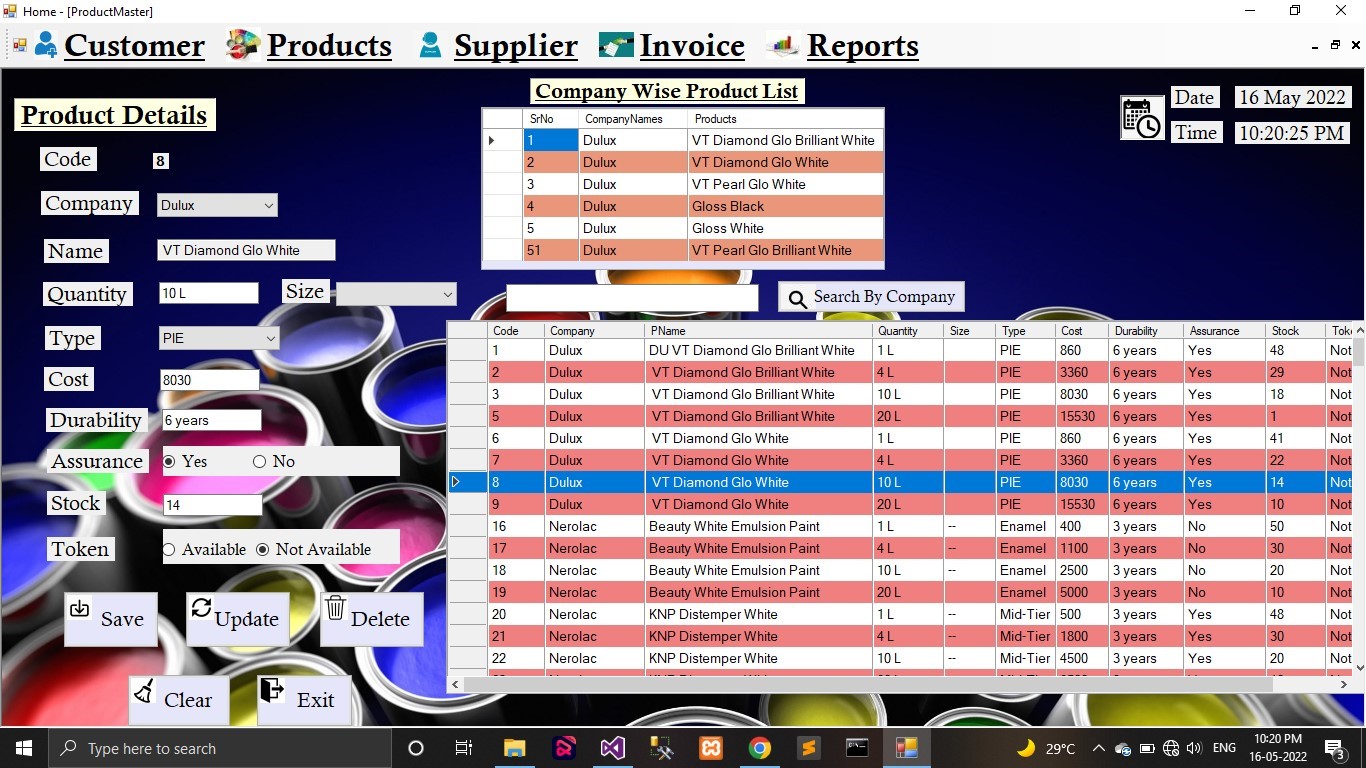 Home - [ProductMaster]
Customer Products Supplier Invoice Reports
Product Details
Code 8
Company Dulux
Name VT Diamond Glo White
Quantity 10 L Size
Type PIE
Cost 8030
Durability 6 years
Assurance Yes No
Stock 14
Token Available Not Available
Save Update Delete
Clear Exit
Company Wise Product List
SrNo CompanyNames Products
1 Dulux VT Diamond Glo Brilliant White
2 Dulux VT Diamond Glo White
3 Dulux VT Pearl Glo White
4 Dulux Gloss Black
5 Dulux Gloss White
51 Dulux VT Pearl Glo Brilliant White
Date 16 May 2022
Time 10:20:25 PM
Search By Company
Code Company PName Quantity Size Type Cost Durability Assurance Stock Toke
1 Dulux DU VT Diamond Glo Brilliant White 1 L PIE 860 6 years Yes 48 Not
2 Dulux VT Diamond Glo Brilliant White 4 L PIE 3360 6 years Yes 29 Not
3 Dulux VT Diamond Glo Brilliant White 10 L PIE 8030 6 years Yes 18 Not
5 Dulux VT Diamond Glo Brilliant White 20 L PIE 15530 6 years Yes 1 Not
6 Dulux VT Diamond Glo White 1 L PIE 860 6 years Yes 41 Not
7 Dulux VT Diamond Glo White 4 L PIE 3360 6 years Yes 22 Not
8 Dulux VT Diamond Glo White 10 L PIE 8030 6 years Yes 14 Not
9 Dulux VT Diamond Glo White 20 L PIE 15530 6 years Yes 10 Not
16 Nerolac Beauty White Emulsion Paint 1 L -- Enamel 400 3 years No 50 Not
17 Nerolac Beauty White Emulsion Paint 4 L -- Enamel 1100 3 years No 30 Not
18 Nerolac Beauty White Emulsion Paint 10 L -- Enamel 2500 3 years No 20 Not
19 Nerolac Beauty White Emulsion Paint 20 L -- Enamel 5000 3 years No 10 Not
20 Nerolac KNP Distemper White 1 L -- Mid-Tier 500 3 years Yes 48 Not
21 Nerolac KNP Distemper White 4 L -- Mid-Tier 1800 3 years Yes 30 Not
22 Nerolac KNP Distemper White 10 L -- Mid-Tier 4500 3 years Yes 20 Not
Type here to search
29°C ENG 10:20 PM
16-05-2022 3